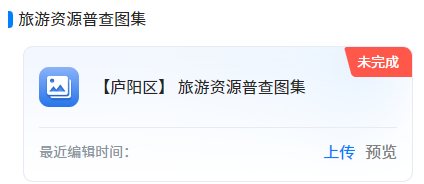 旅游资源普查图集
未完成
【庐阳区】 旅游资源普查图集
最近编辑时间：
上传 预览